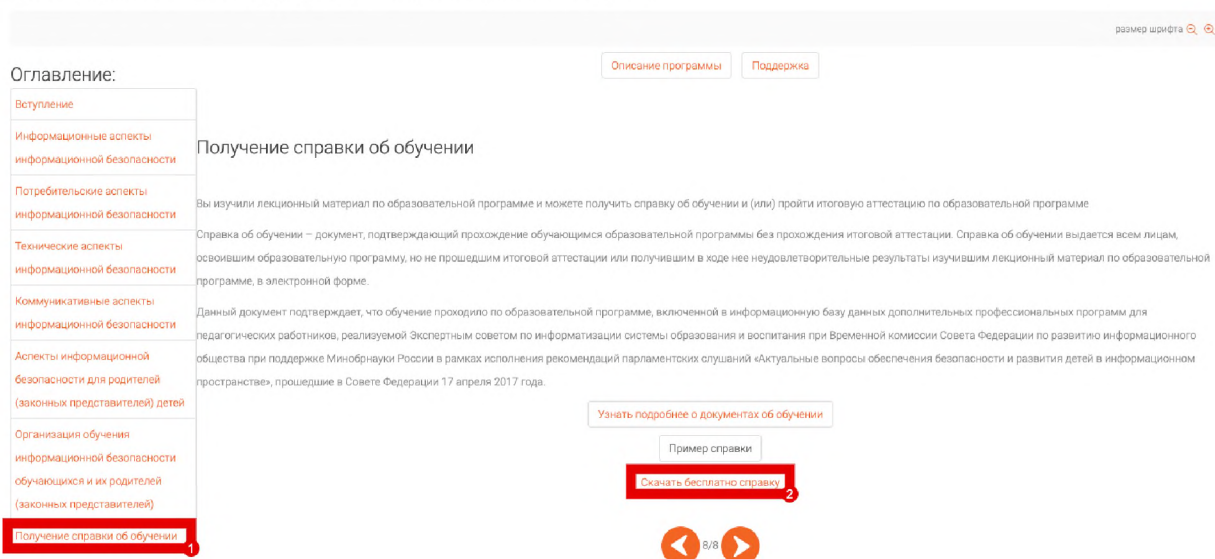 размер шрифта
Оглавление:
Описание программы
Поддержка
Вступление
Информационные аспекты
информационной безопасности
Потребительские аспекты
информационной безопасности
Технические аспекты
информационной безопасности
Коммуникативные аспекты
информационной безопасности
Аспекты информационной
безопасности для родителей
(законных представителей) детей
Организация обучения
информационной безопасности
обучающихся и их родителей
(законных представителей)
Получение справки об обучении
1
Получение справки об обучении
Вы изучили лекционный материал по образовательной программе и можете получить справку об обучении и (или) пройти итоговую аттестацию по образовательной программе
Справка об обучении – документ, подтверждающий прохождение обучающимся образовательной программы без прохождения итоговой аттестации. Справка об обучении выдается всем лицам,
освоившим образовательную программу, но не прошедшим итоговой аттестации или получившим в ходе нее неудовлетворительные результаты изучившим лекционный материал по образовательной
программе, в электронной форме.
Данный документ подтверждает, что обучение проходило по образовательной программе, включенной в информационную базу данных дополнительных профессиональных программ для
педагогических работников, реализуемой Экспертным советом по информатизации системы образования и воспитания при Временной комиссии Совета Федерации по развитию информационного
общества при поддержке Минобрнауки России в рамках исполнения рекомендаций парламентских слушаний «Актуальные вопросы обеспечения безопасности и развития детей в информационном
пространстве», прошедшие в Совете Федерации 17 апреля 2017 года.
Узнать подробнее о документах об обучении
Пример справки
Скачать бесплатно справку
2
8/8